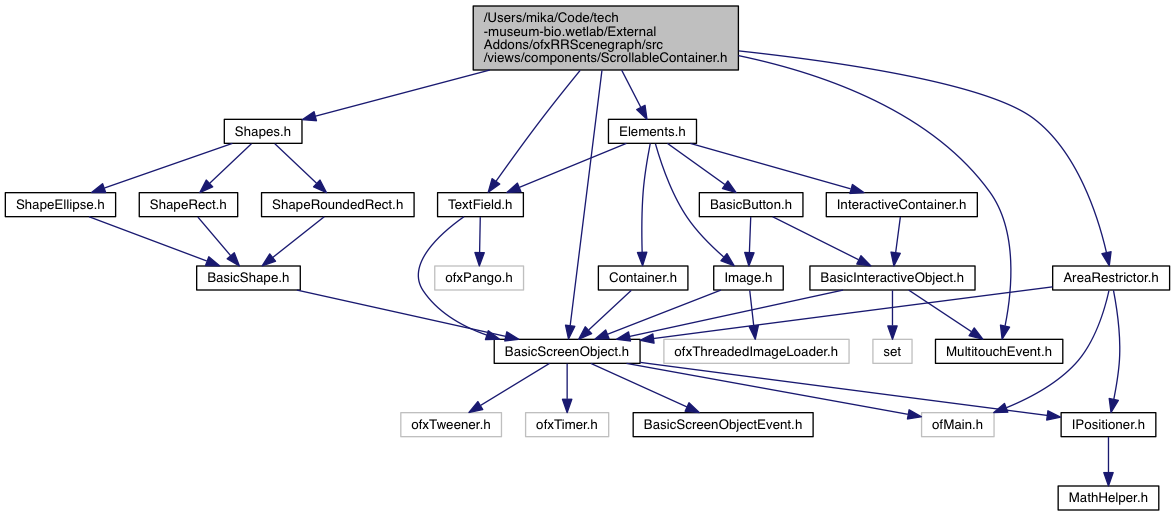 /Users/mika/Code/tech
-museum-bio.wetlab/External
Addons/ofxRRScenegraph/src
/views/components/ScrollableContainer.h
Shapes.h
Elements.h
ShapeEllipse.h
ShapeRect.h
ShapeRoundedRect.h
TextField.h
BasicButton.h
InteractiveContainer.h
BasicShape.h
ofxPango.h
Container.h
Image.h
BasicInteractiveObject.h
AreaRestrictor.h
BasicScreenObject.h
ofxThreadedImageLoader.h
set
MultitouchEvent.h
ofxTweener.h
ofxTimer.h
BasicScreenObjectEvent.h
ofMain.h
IPositioner.h
MathHelper.h